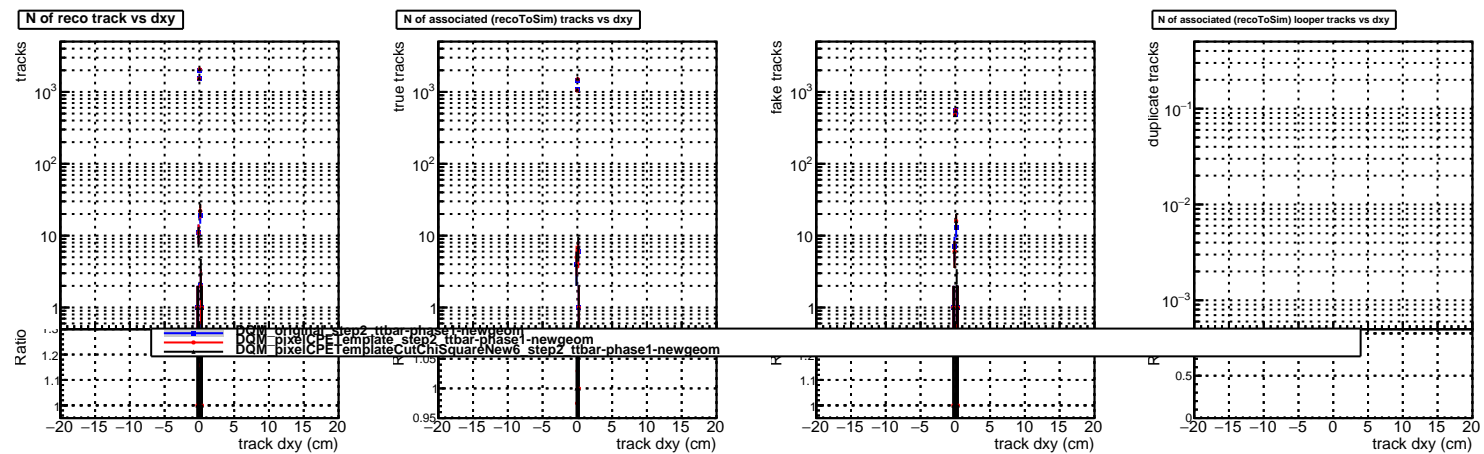 N of reco track vs dxy
tracks
10³
10²
10
1
Ratio
1.2
1.1
1
−20 −15 −10 −5 0 5 10 15 20
track dxy (cm)
N of associated (recoToSim) tracks vs dxy
true tracks
10³
10²
10
1
1.05
1
0.95
−20 −15 −10 −5 0 5 10 15 20
track dxy (cm)
fake tracks
10³
10²
10
1
1.2
1.1
1
−20 −15 −10 −5 0 5 10 15 20
track dxy (cm)
N of associated (recoToSim) looper tracks vs dxy
duplicate tracks
10⁻¹
10⁻²
10⁻³
0.5
0
−20 −15 −10 −5 0 5 10 15 20
track dxy (cm)
DQM_original_step2_ttbar-phase1-newgeom
DQM_pixelCPETemplate_step2_ttbar-phase1-newgeom
DQM_pixelCPETemplateCutChiSquareNew6_step2_ttbar-phase1-newgeom